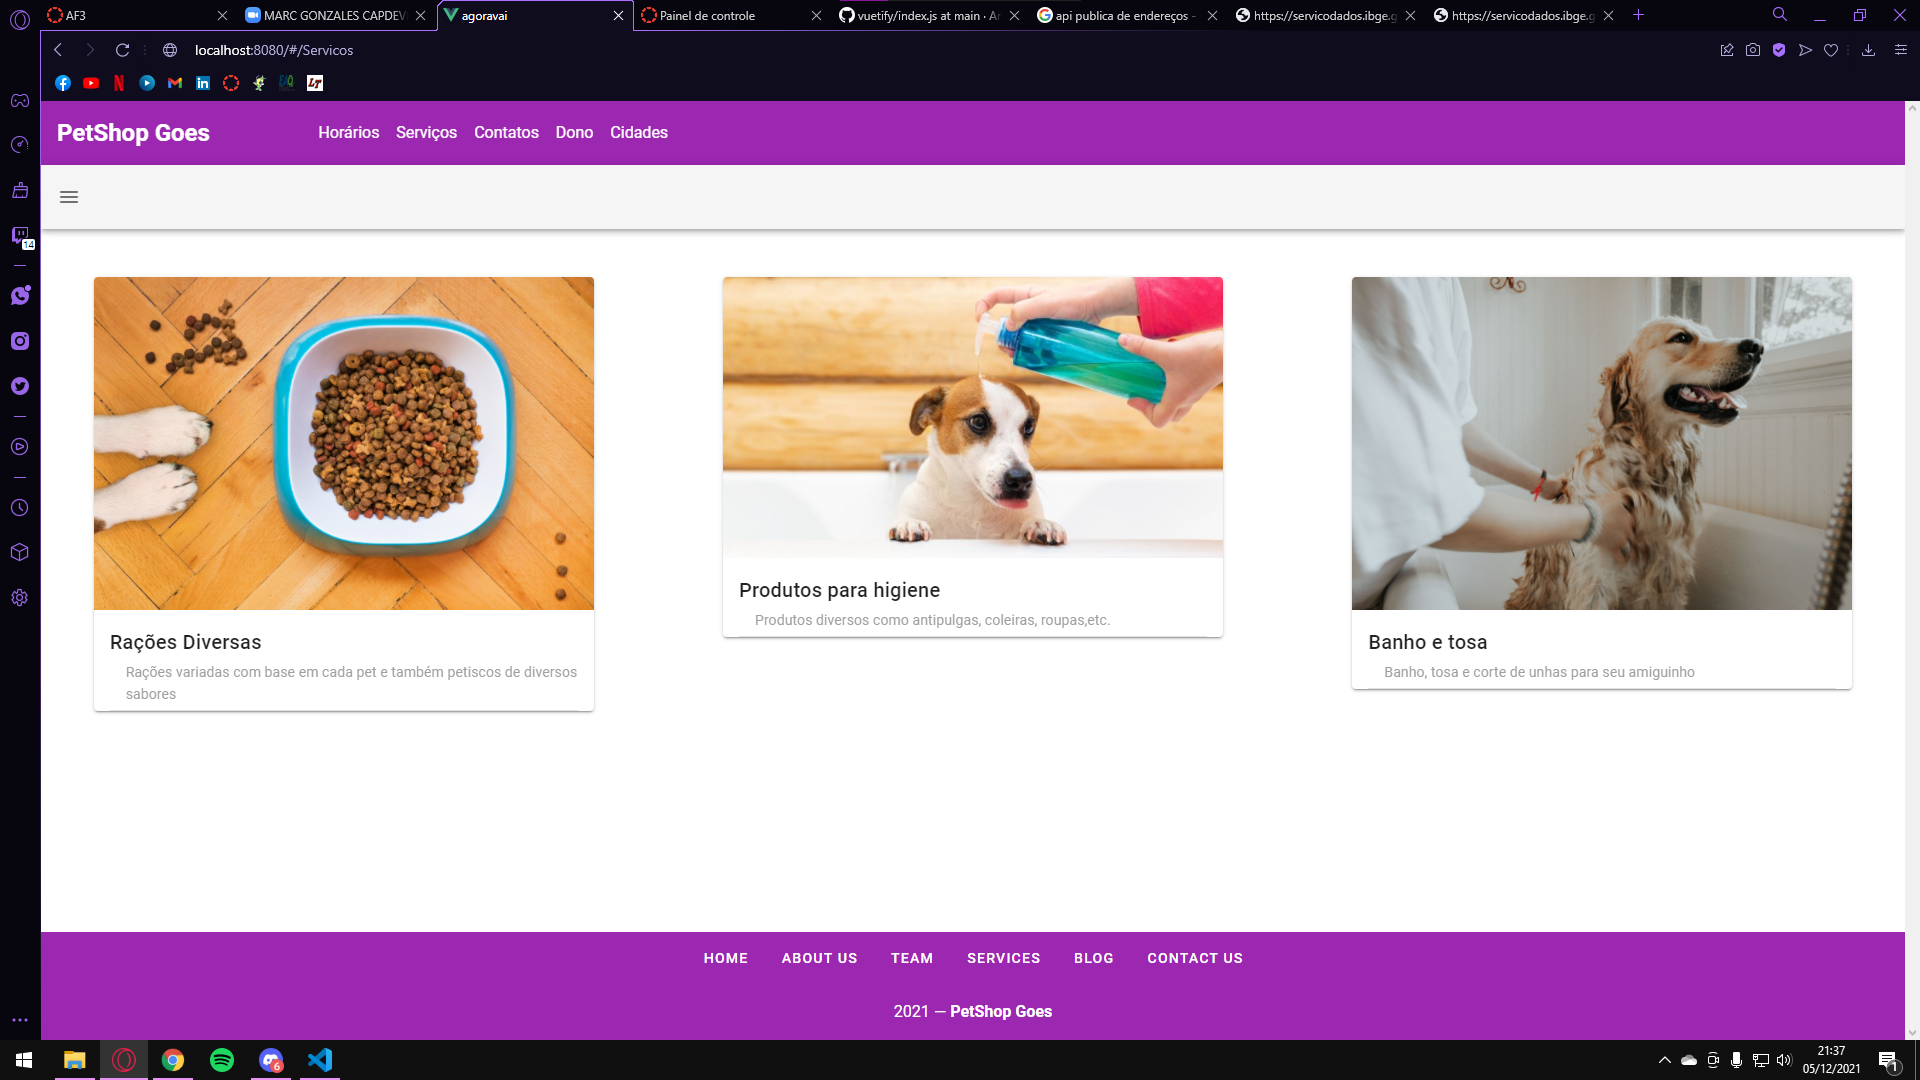 AF3
MARC GONZALES CAPDEV
agoravai
Painel de controle
vuetify/index.js at main · Ar
api publica de endereços -
https://servicodados.ibge.g
https://servicodados.ibge.g
localhost:8080/#/Servicos
LT
PetShop Goes
Horários
Serviços
Contatos
Dono
Cidades
14
Rações Diversas
Rações variadas com base em cada pet e também petiscos de diversos
sabores
Produtos para higiene
Produtos diversos como antipulgas, coleiras, roupas,etc.
Banho e tosa
Banho, tosa e corte de unhas para seu amiguinho
HOME
ABOUT US
TEAM
SERVICES
BLOG
CONTACT US
2021 — PetShop Goes
6
21:37
05/12/2021
1